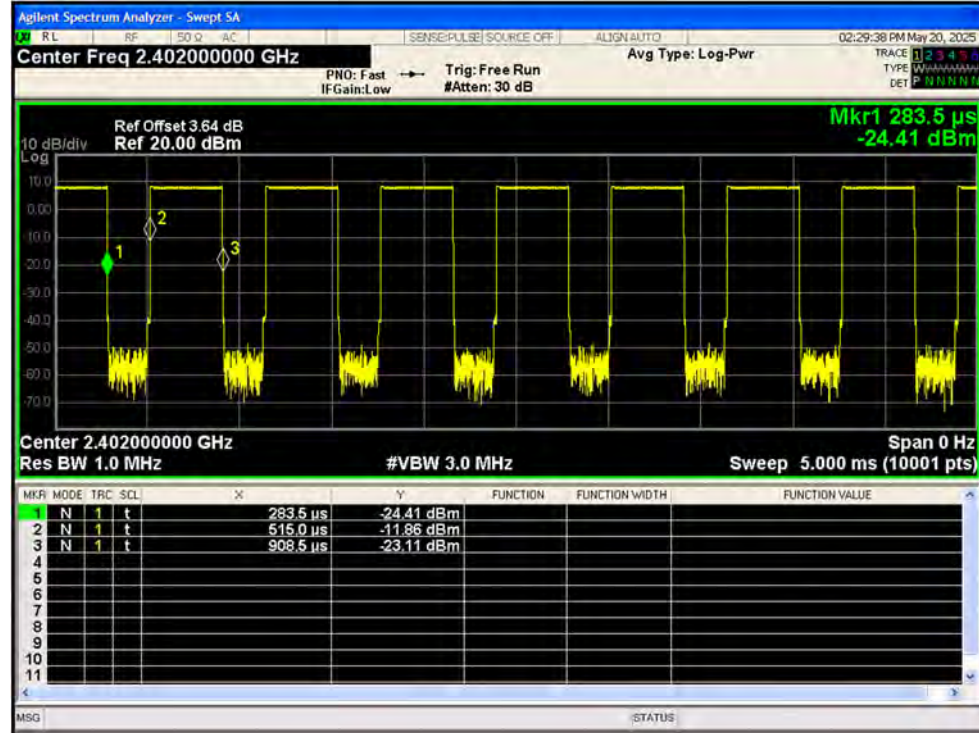 Agilent Spectrum Analyzer - Swept SA
RL RF 50 Ω AC SENSE:PULSE SOURCE OFF ALIGN AUTO 02:29:38 PM May 20, 2025
Center Freq 2.402000000 GHz
PNO: Fast
IFGain:Low
Trig: Free Run
#Atten: 30 dB
Avg Type: Log-Pwr
TRACE 1 2 3 4 5 6
TYPE W
DET P N N N N N
Ref Offset 3.64 dB
10 dB/div Ref 20.00 dBm
Log
Mkr1 283.5 µs
-24.41 dBm
10.0
0.00
-10.0
-20.0
-30.0
-40.0
-50.0
-60.0
-70.0
1
2
3
Center 2.402000000 GHz Span 0 Hz
Res BW 1.0 MHz #VBW 3.0 MHz Sweep 5.000 ms (10001 pts)
MKR MODE TRC SCL X Y FUNCTION FUNCTION WIDTH FUNCTION VALUE
1 N 1 t 283.5 µs -24.41 dBm
2 N 1 t 515.0 µs -11.86 dBm
3 N 1 t 908.5 µs -23.11 dBm
4
5
6
7
8
9
10
11
MSG STATUS